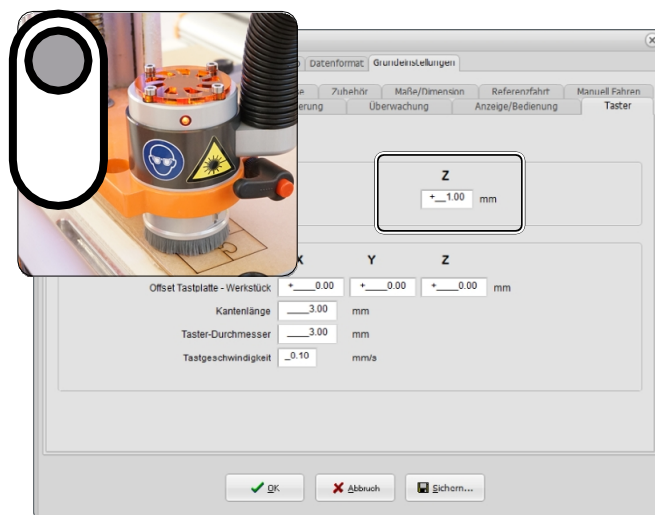 Datenformat Grundeinstellungen
Zubehör Maße/Dimension Referenzfahrt Manuell Fahren
Überwachung Anzeige/Bedienung Taster
Z
+__1.00 mm
X Y Z
Offset Tastplatte - Werkstück +____0.00 +____0.00 +____0.00 mm
Kantenlänge ____3.00 mm
Taster-Durchmesser ____3.00 mm
Tastgeschwindigkeit _0.10 mm/s
OK Abbruch Sichern...